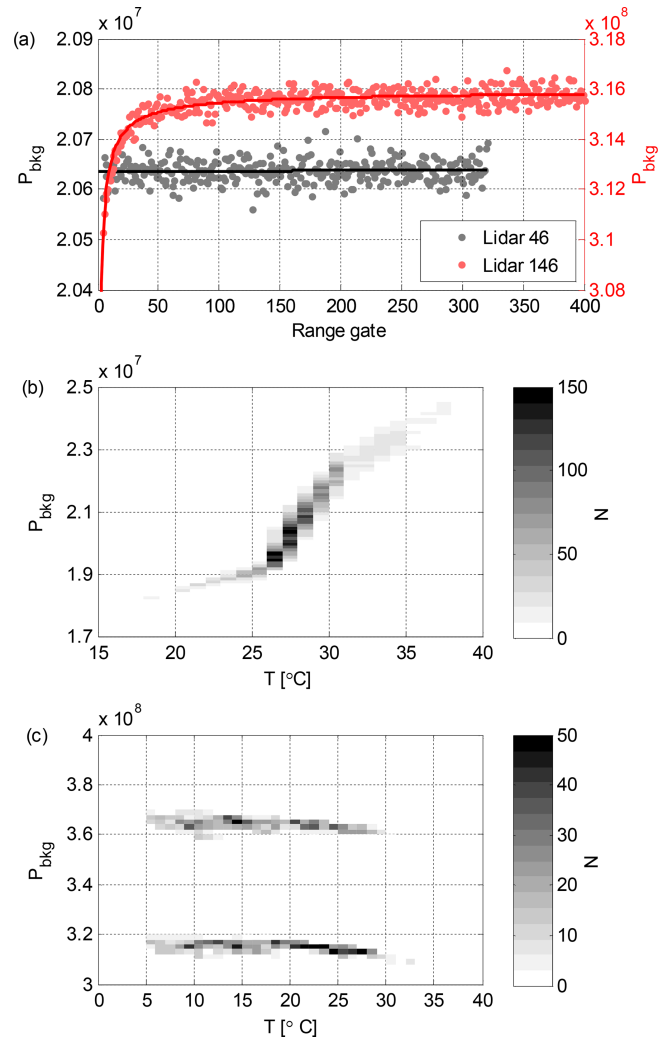 (a)
x 10^7
x 10^8
2.09
2.08
2.07
2.06
2.05
2.04
P_bkg
3.18
3.16
3.14
3.12
3.1
3.08
P_bkg
Lidar 46
Lidar 146
0 50 100 150 200 250 300 350 400
Range gate
(b)
x 10^7
2.5
2.3
2.1
1.9
1.7
P_bkg
15 20 25 30 35 40
T [°C]
150
100
50
0
N
(c)
x 10^8
4
3.8
3.6
3.4
3.2
3
P_bkg
0 5 10 15 20 25 30 35 40
T [° C]
50
40
30
20
10
0
N